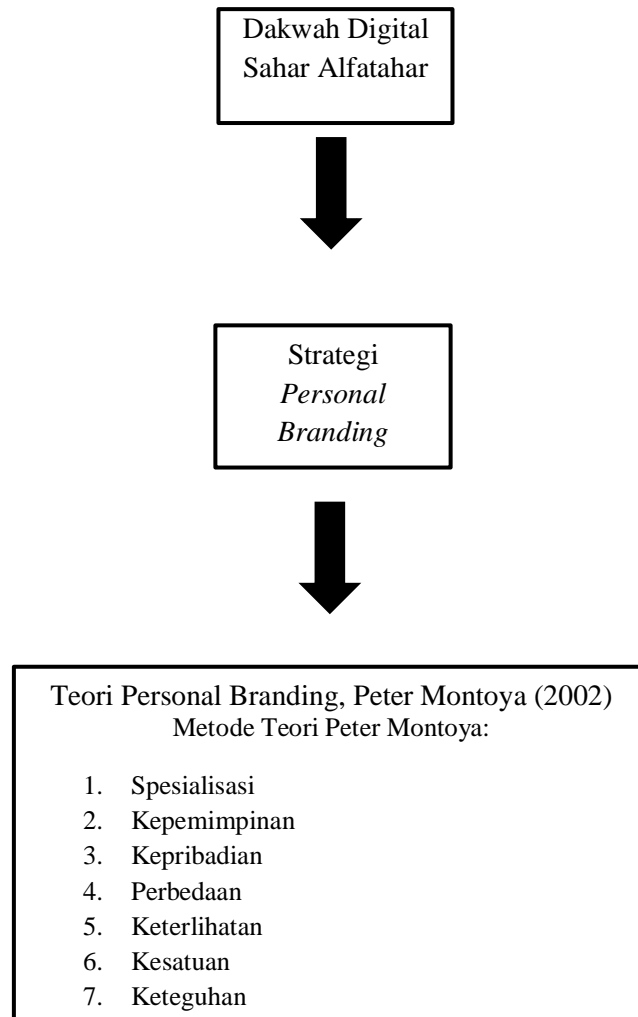 Dakwah Digital
Sahar Alfatahar
Strategi
Personal
Branding
Teori Personal Branding, Peter Montoya (2002)
Metode Teori Peter Montoya:
1. Spesialisasi
2. Kepemimpinan
3. Kepribadian
4. Perbedaan
5. Keterlihatan
6. Kesatuan
7. Keteguhan